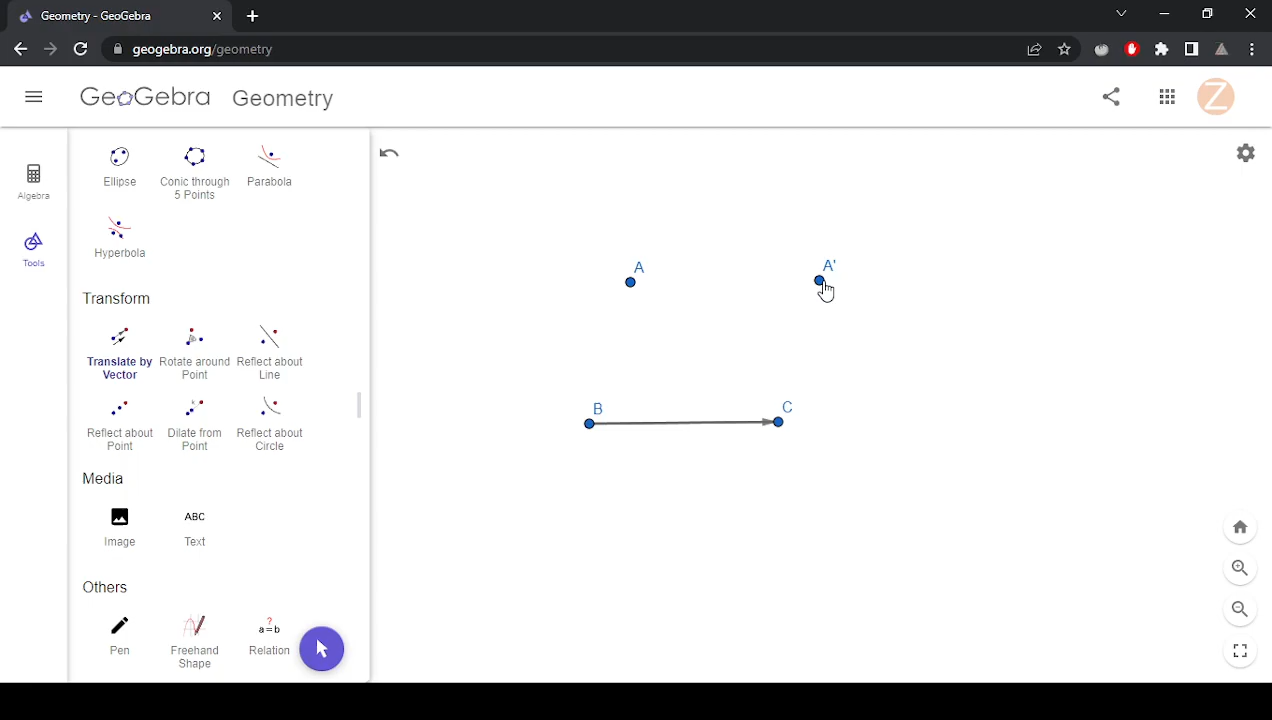 Geometry - GeoGebra
geogebra.org/geometry
GeoGebra Geometry
Z
Algebra
Tools
Ellipse
Conic through
5 Points
Parabola
Hyperbola
Transform
Translate by
Vector
Rotate around
Point
Reflect about
Line
Reflect about
Point
Dilate from
Point
Reflect about
Circle
Media
Image
ABC
Text
Others
Pen
Freehand
Shape
?
a=b
Relation
A
A'
B
C